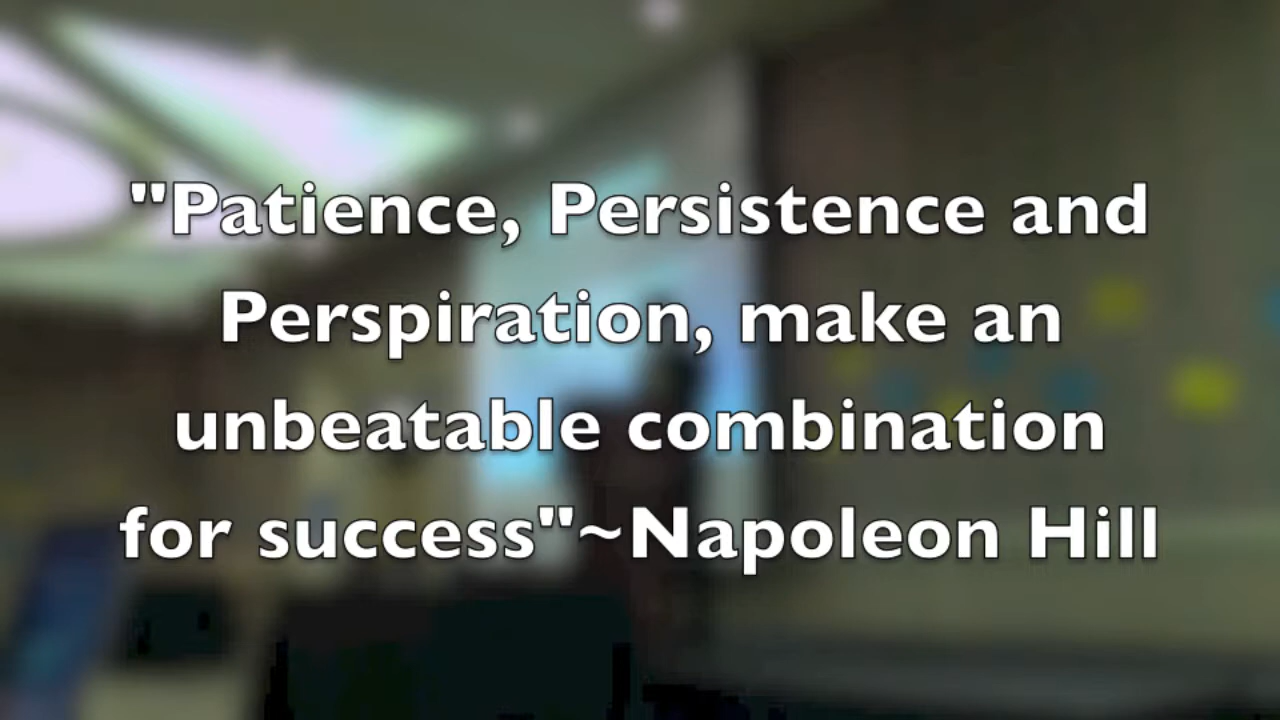 "Patience, Persistence and
Perspiration, make an
unbeatable combination
for success"~Napoleon Hill